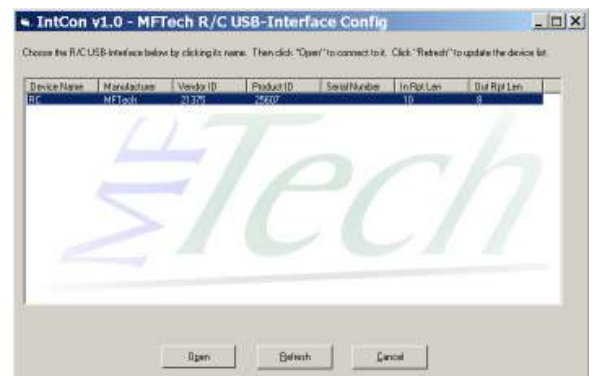 IntCon v1.0 - MFTech R/C USB-Interface Config
Choose the R/C USB-Interface below by clicking its name. Then click "Open" to connect to it. Click "Refresh" to update the device list.
Device Name Manufacturer Vendor ID Product ID Serial Number In Rpt Len Out Rpt Len
RC MFTech 21375 25607 10 8
MFTech
Open Refresh Cancel